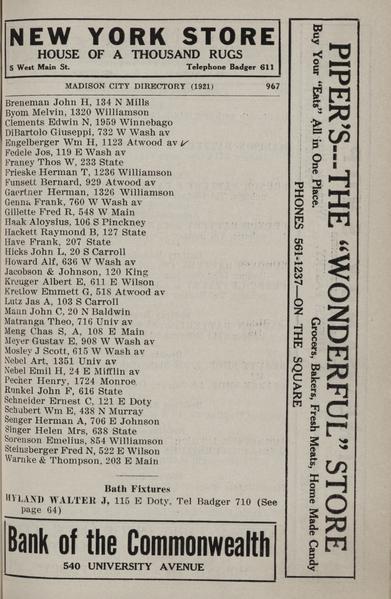 NEW YORK STORE
HOUSE OF A THOUSAND RUGS
5 West Main St. Telephone Badger 611
MADISON CITY DIRECTORY (1921) 967
Breneman John H, 134 N Mills
Byom Melvin, 1320 Williamson
Clements Edwin N, 1959 Winnebago
DiBartolo Giuseppi, 732 W Wash av
Engelberger Wm H, 1123 Atwood av
Fedele Jos, 119 E Wash av
Franey Thos W, 233 State
Frieske Herman T, 1236 Williamson
Funsett Bernard, 929 Atwood av
Gaertner Herman, 1326 Williamson
Genna Frank, 760 W Wash av
Gillette Fred R, 548 W Main
Haak Aloysius, 106 S Pinckney
Hackett Raymond B, 127 State
Have Frank, 207 State
Hicks John L, 20 S Carroll
Howard Alf, 636 W Wash av
Jacobson & Johnson, 120 King
Kreuger Albert E, 611 E Wilson
Kretlow Emmett G, 518 Atwood av
Lutz Jas A, 103 S Carroll
Mann John C, 20 N Baldwin
Matranga Theo, 716 Univ av
Meng Chas S, A, 108 E Main
Meyer Gustav E, 908 W Wash av
Mosley J Scott, 615 W Wash av
Nebel Art, 1351 Univ av
Nebel Emil H, 24 E Mifflin av
Pecher Henry, 1724 Monroe
Runkel John F, 616 State
Schneider Ernest C, 121 E Doty
Schubert Wm E, 438 N Murray
Senger Herman A, 706 E Johnson
Singer Helen Mrs, 638 State
Sorenson Emelius, 854 Williamson
Steinsberger Fred N, 522 E Wilson
Warnke & Thompson, 203 E Main
Bath Fixtures
HYLAND WALTER J, 115 E Doty, Tel Badger 710 (See
page 64)
Bank of the Commonwealth
540 UNIVERSITY AVENUE
PIPER'S---THE "WONDERFUL" STORE
Buy Your "Eats" All in One Place. Grocers, Bakers, Fresh Meats, Home Made Candy
PHONES 561-1237—ON THE SQUARE